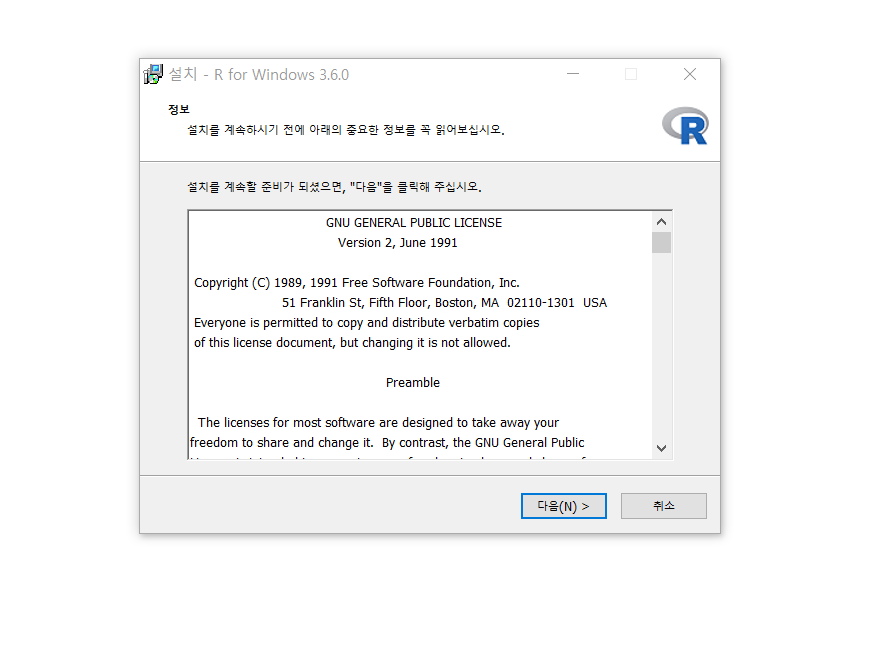 설치 - R for Windows 3.6.0
정보
설치를 계속하시기 전에 아래의 중요한 정보를 꼭 읽어보십시오.
R
설치를 계속할 준비가 되셨으면, "다음"을 클릭해 주십시오.
GNU GENERAL PUBLIC LICENSE
Version 2, June 1991
Copyright (C) 1989, 1991 Free Software Foundation, Inc.
51 Franklin St, Fifth Floor, Boston, MA 02110-1301 USA
Everyone is permitted to copy and distribute verbatim copies
of this license document, but changing it is not allowed.
Preamble
The licenses for most software are designed to take away your
freedom to share and change it. By contrast, the GNU General Public
다음(N) >
취소